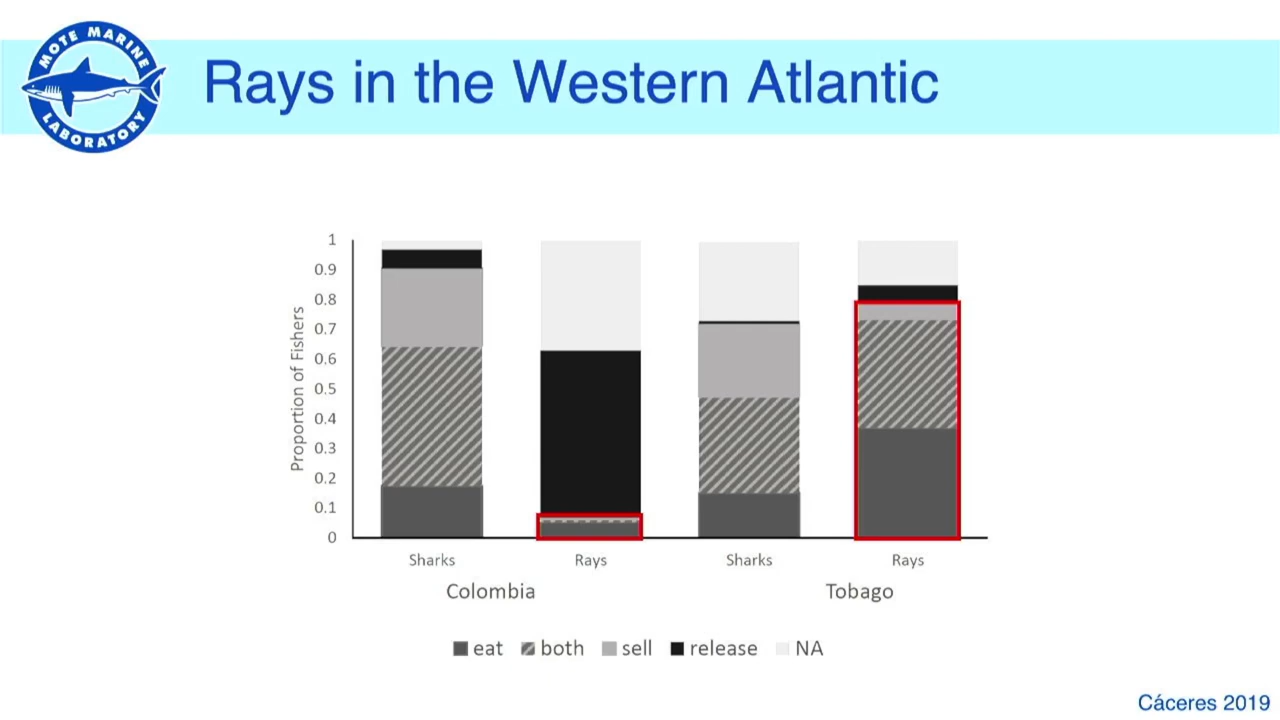 MOTE MARINE
LABORATORY
Rays in the Western Atlantic
Proportion of Fishers
1
0.9
0.8
0.7
0.6
0.5
0.4
0.3
0.2
0.1
0
Sharks Rays Sharks Rays
Colombia Tobago
eat both sell release NA
Cáceres 2019